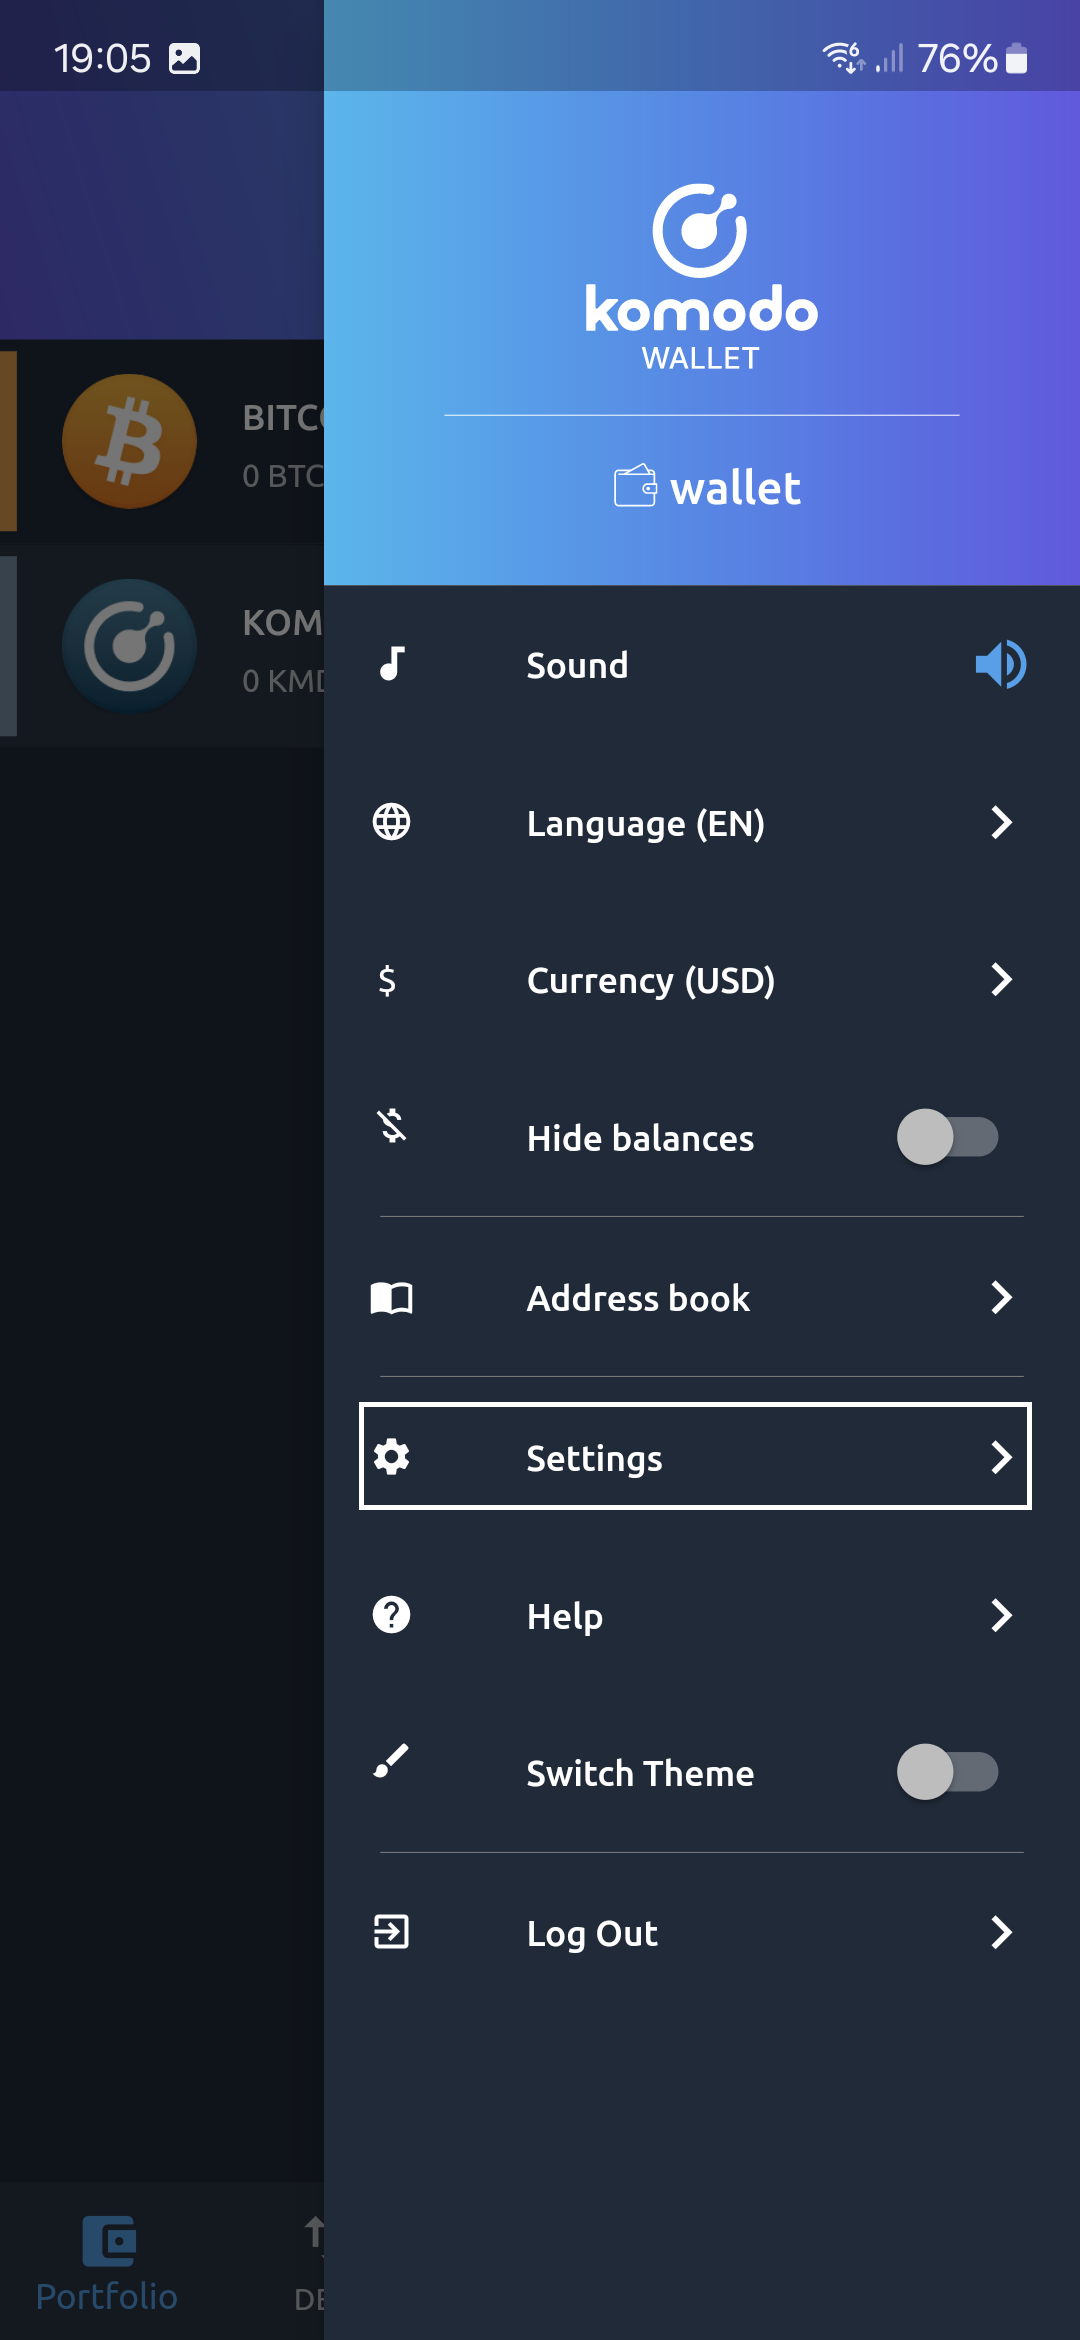 19:05
6 76%
komodo
WALLET
wallet
BITC
0 BTC
KOM
0 KMD
Sound
Language (EN)
$ Currency (USD)
Hide balances
Address book
Settings
? Help
Switch Theme
Log Out
Portfolio
DE